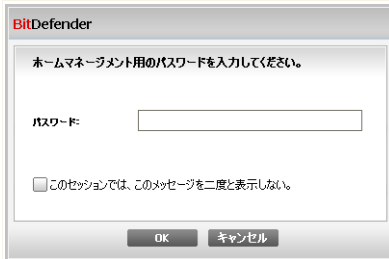 BitDefender
ホームマネージメント用のパスワードを入力してください。
パスワード:
このセッションでは、このメッセージを二度と表示しない。
OK キャンセル